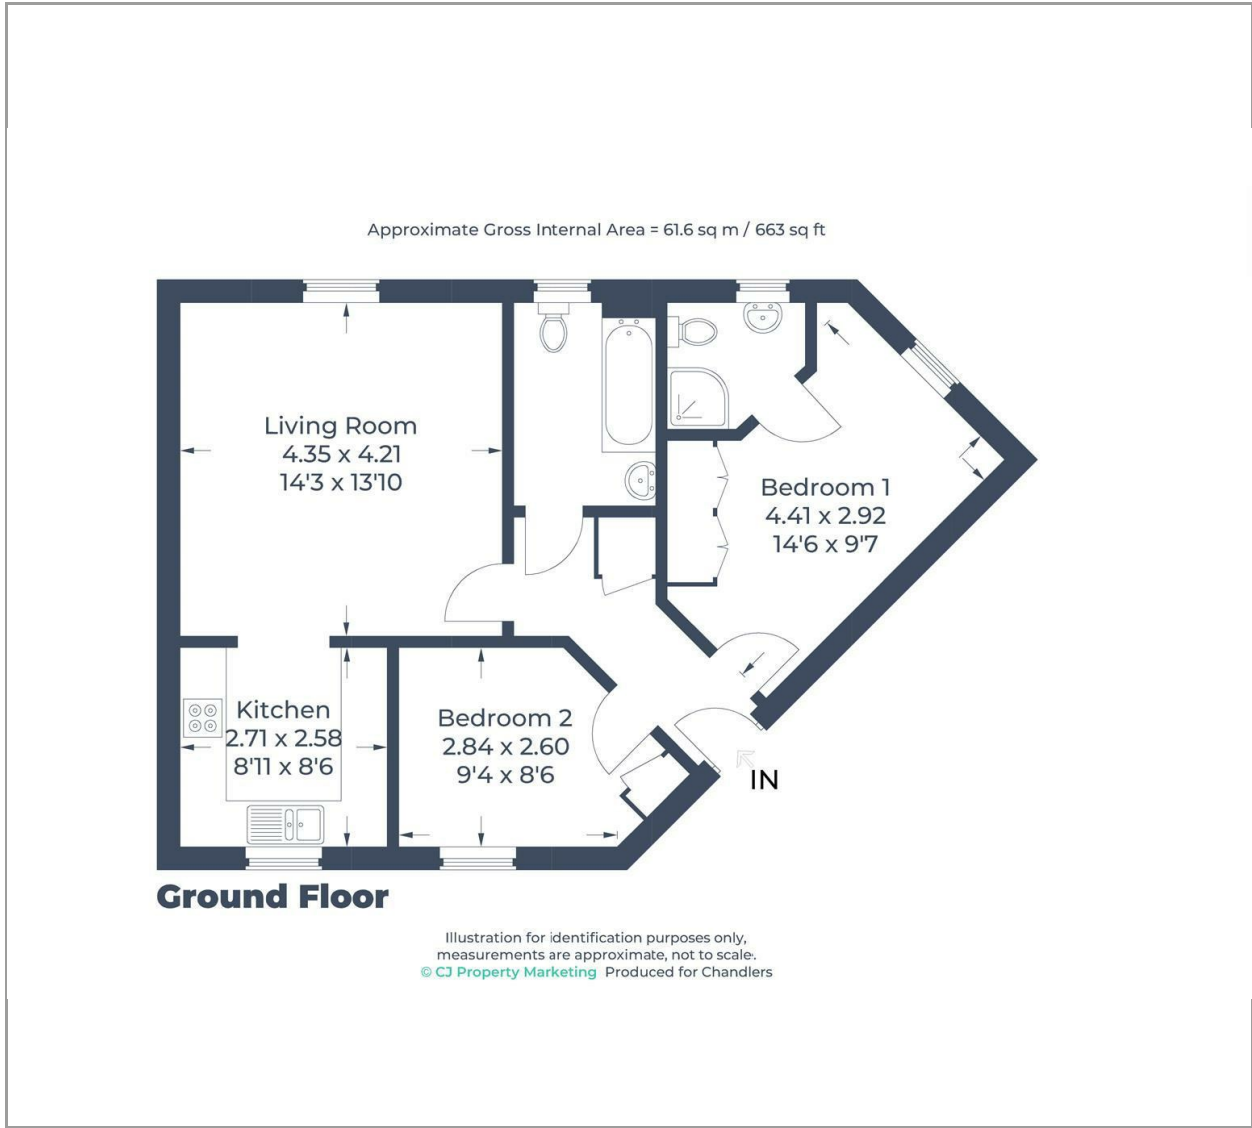 Approximate Gross Internal Area = 61.6 sq m / 663 sq ft
Living Room
4.35 x 4.21
14'3 x 13'10
Bedroom 1
4.41 x 2.92
14'6 x 9'7
Kitchen
2.71 x 2.58
8'11 x 8'6
Bedroom 2
2.84 x 2.60
9'4 x 8'6
IN
Ground Floor
Illustration for identification purposes only,
measurements are approximate, not to scale.
© CJ Property Marketing Produced for Chandlers